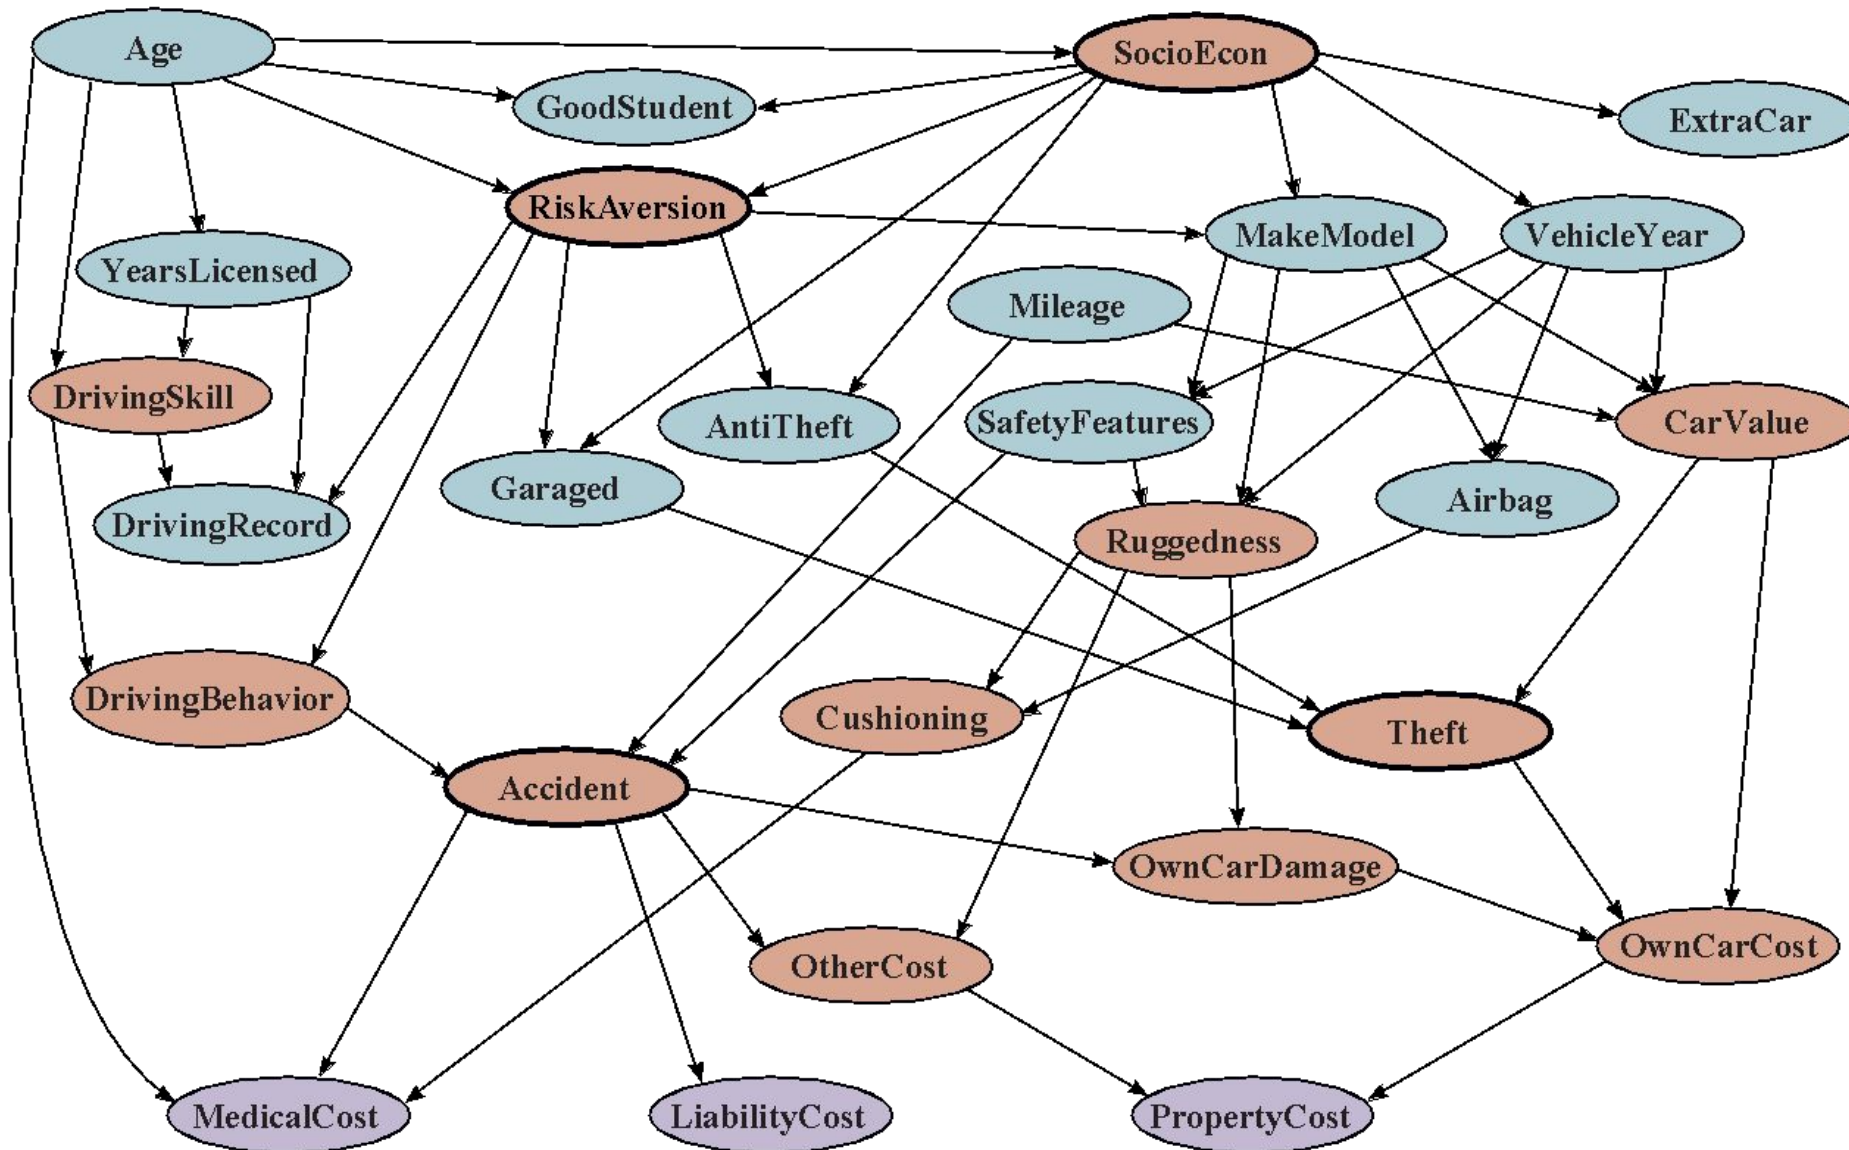 Age
SocioEcon
GoodStudent
ExtraCar
RiskAversion
MakeModel
VehicleYear
YearsLicensed
Mileage
DrivingSkill
AntiTheft
SafetyFeatures
CarValue
Garaged
Airbag
DrivingRecord
Ruggedness
DrivingBehavior
Cushioning
Theft
Accident
OwnCarDamage
OtherCost
OwnCarCost
MedicalCost
LiabilityCost
PropertyCost